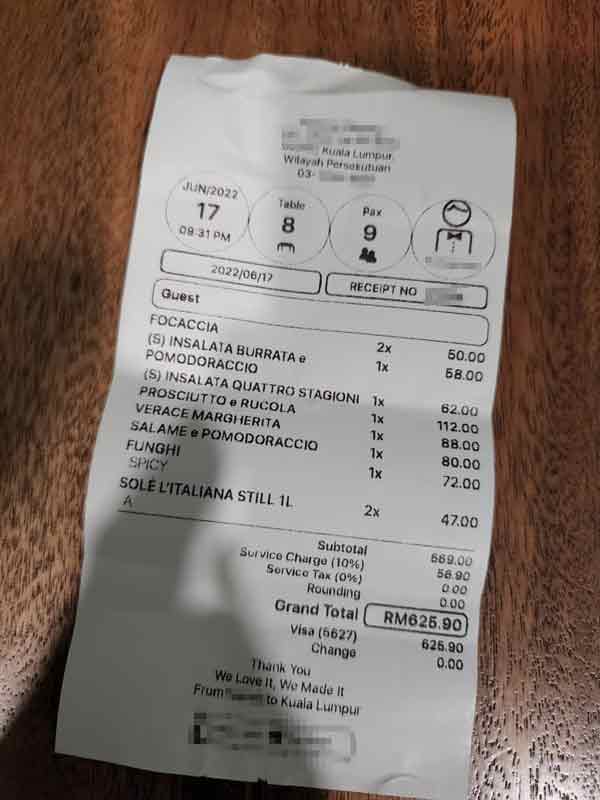 Kuala Lumpur,
Wilayah Persekutuan
03-
JUN/2022
17
09:31 PM
Table
8
Pax
9
2022/06/17
RECEIPT NO
Guest
FOCACCIA 2x 50.00
(S) INSALATA BURRATA e 1x 58.00
POMODORACCIO
(S) INSALATA QUATTRO STAGIONI 1x 62.00
PROSCIUTTO e RUCOLA 1x 112.00
VERACE MARGHERITA 1x 88.00
SALAME e POMODORACCIO 1x 80.00
FUNGHI 1x 72.00
SPICY
SOLE L'ITALIANA STILL 1L 2x 47.00
A
Subtotal 569.00
Service Charge (10%) 56.90
Service Tax (0%) 0.00
Rounding 0.00
Grand Total RM625.90
Visa (5627) 625.90
Change 0.00
Thank You
We Love It, We Made It
From to Kuala Lumpur